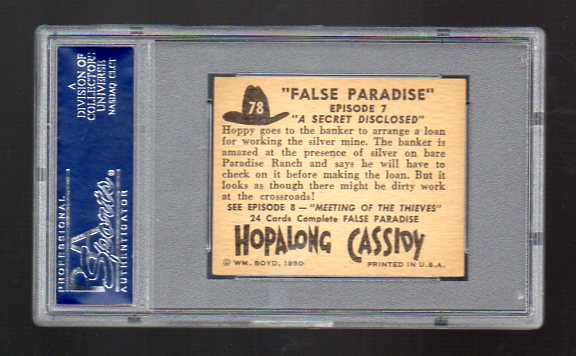 A
DIVISION OF
COLLECTORS
UNIVERSE
NASDAQ: CLCT
PROFESSIONAL
PSA
Sports
AUTHENTICATOR
78
"FALSE PARADISE"
EPISODE 7
"A SECRET DISCLOSED"
Hoppy goes to the banker to arrange a loan
for working the silver mine. The banker is
amazed at the presence of silver on bare
Paradise Ranch and says he will have to
check on it before making the loan. But it
looks as though there might be dirty work
at the crossroads!
SEE EPISODE 8 — "MEETING OF THE THIEVES"
24 Cards Complete FALSE PARADISE
HOPALONG CASSIDY
© WM. BOYD, 1950 PRINTED IN U.S.A.